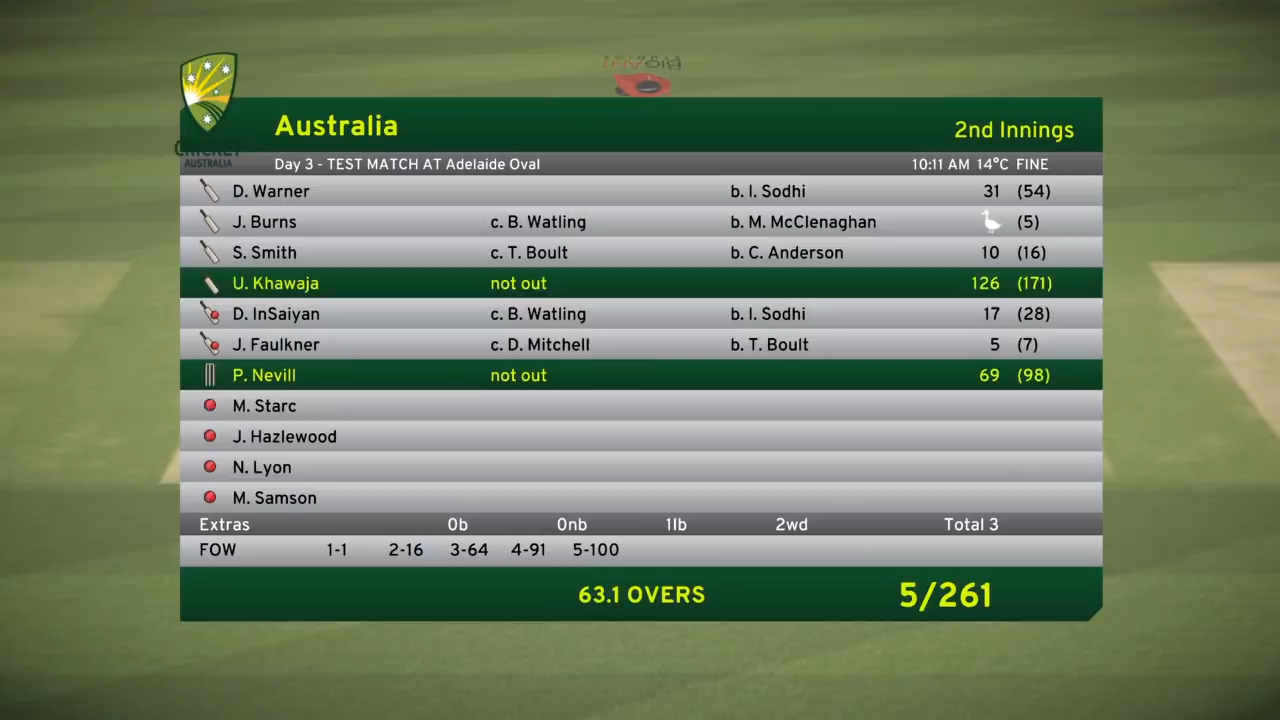 BigAnt
CRICKET
AUSTRALIA
Australia
2nd Innings
Day 3 - TEST MATCH AT Adelaide Oval 10:11 AM 14°C FINE
D. Warner b. I. Sodhi 31 (54)
J. Burns c. B. Watling b. M. McClenaghan (5)
S. Smith c. T. Boult b. C. Anderson 10 (16)
U. Khawaja not out 126 (171)
D. InSaiyan c. B. Watling b. I. Sodhi 17 (28)
J. Faulkner c. D. Mitchell b. T. Boult 5 (7)
P. Nevill not out 69 (98)
M. Starc
J. Hazlewood
N. Lyon
M. Samson
Extras 0b 0nb 1lb 2wd Total 3
FOW 1-1 2-16 3-64 4-91 5-100
63.1 OVERS 5/261